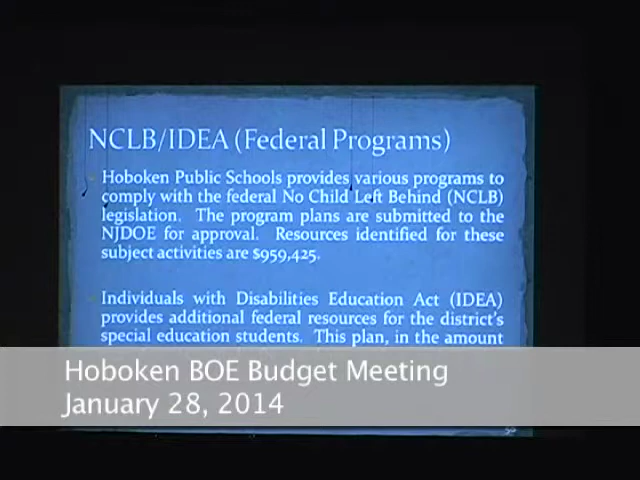 NCLB/IDEA (Federal Programs)
Hoboken Public Schools provides various programs to
comply with the federal No Child Left Behind (NCLB)
legislation. The program plans are submitted to the
NJDOE for approval. Resources identified for these
subject activities are $959,425.
Individuals with Disabilities Education Act (IDEA)
provides additional federal resources for the district's
special education students. This plan, in the amount
Hoboken BOE Budget Meeting
January 28, 2014